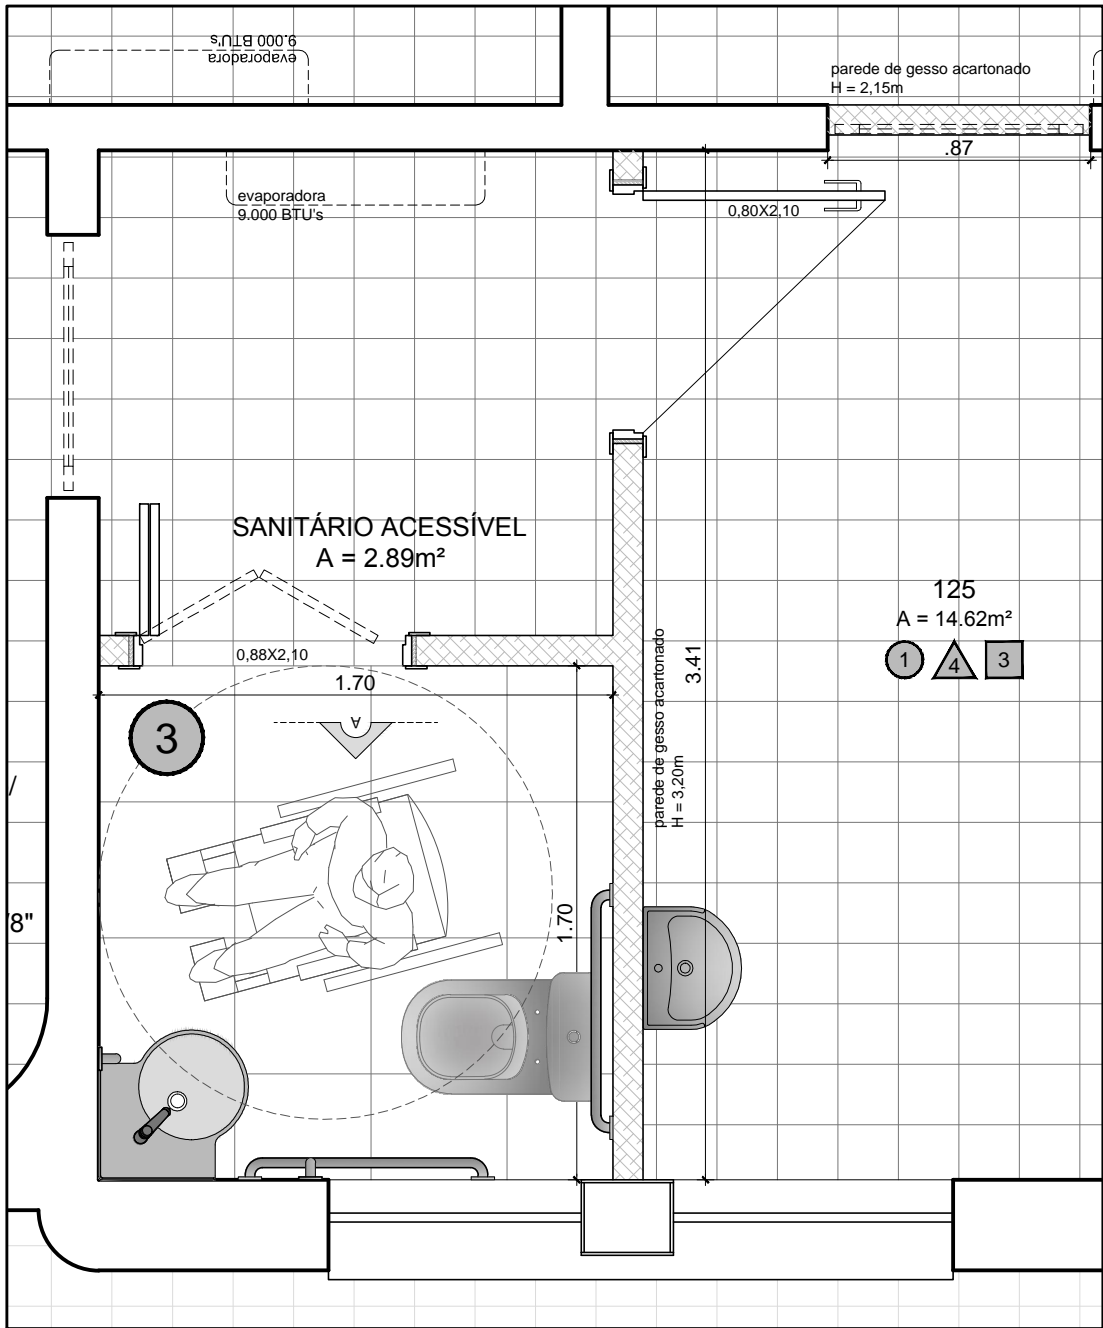 evaporadora
9.000 BTU's
parede de gesso acartonado
H = 2,15m
.87
evaporadora
9.000 BTU's
0,80X2,10
SANITÁRIO ACESSÍVEL
A = 2.89m²
125
A = 14.62m²
1
4
3
0,88X2,10
1.70
3.41
parede de gesso acartonado
H = 3,20m
3
A
/
1.70
/8"